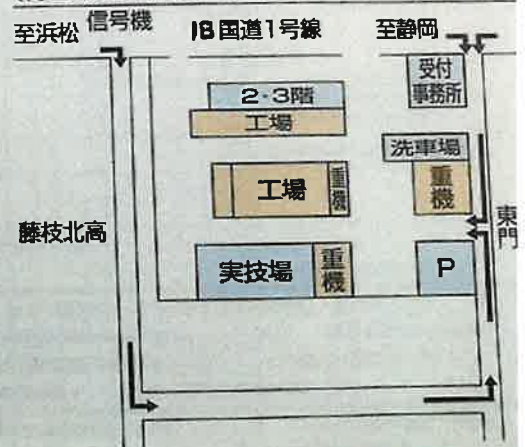 至浜松
信号機
旧国道1号線
至静岡
受付
事務所
2・3階
工場
洗車場
工場
重機
重機
藤枝北高
東門
実技場
重機
P